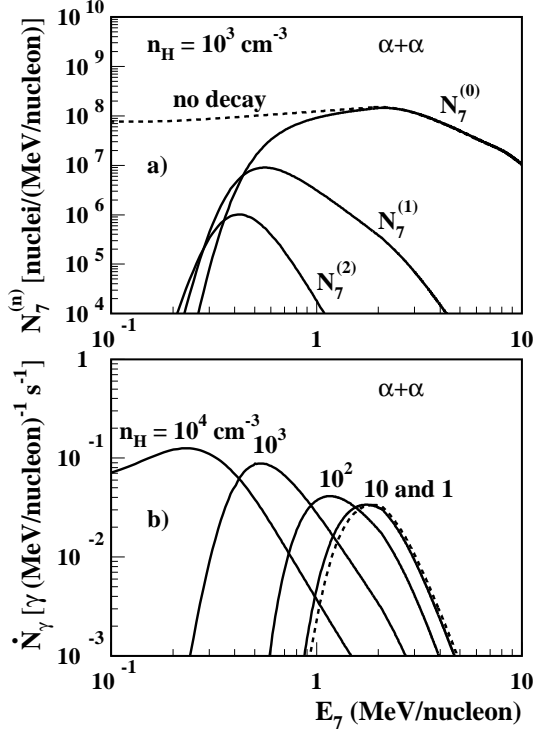 10^10
n_H = 10^3 cm^-3
α+α
10^9
no decay
N_7^(0)
10^8
10^7
a)
N_7^(1)
10^6
N_7^(2)
10^5
10^4
N_7^(n) [nuclei/(MeV/nucleon]
10^-1
1
10
1
α+α
n_H = 10^4 cm^-3
10^3
10^-1
10^2
10 and 1
b)
10^-2
10^-3
Ṅ_γ [γ (MeV/nucleon)^-1 s^-1]
10^-1
1
10
E_7 (MeV/nucleon)